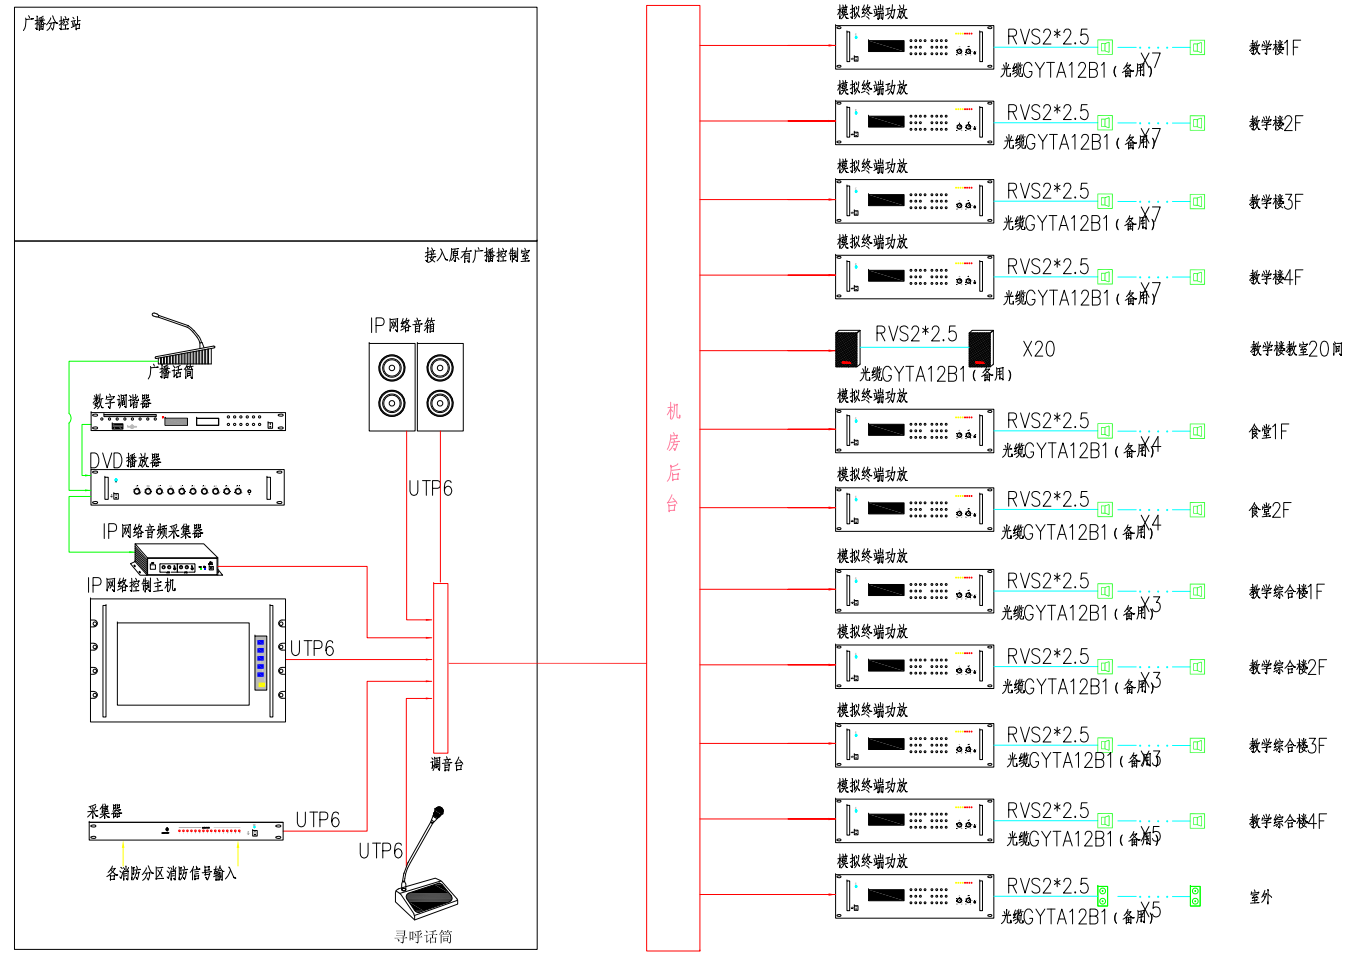 广播分控站
接入原有广播控制室
广播话筒
数字调谐器
DVD播放器
IP网络音频采集器
IP网络控制主机
UTP6
采集器
UTP6
各消防分区消防信号输入
IP网络音箱
UTP6
调音台
UTP6
寻呼话筒
机房后台
模拟终端功放
RVS2*2.5
X7
光缆GYTA12B1(备用)
教学楼1F
模拟终端功放
RVS2*2.5
X7
光缆GYTA12B1(备用)
教学楼2F
模拟终端功放
RVS2*2.5
X7
光缆GYTA12B1(备用)
教学楼3F
模拟终端功放
RVS2*2.5
X7
光缆GYTA12B1(备用)
教学楼4F
RVS2*2.5
X20
光缆GYTA12B1(备用)
教学楼教室20间
模拟终端功放
RVS2*2.5
X4
光缆GYTA12B1(备用)
食堂1F
模拟终端功放
RVS2*2.5
X4
光缆GYTA12B1(备用)
食堂2F
模拟终端功放
RVS2*2.5
X3
光缆GYTA12B1(备用)
教学综合楼1F
模拟终端功放
RVS2*2.5
X3
光缆GYTA12B1(备用)
教学综合楼2F
模拟终端功放
RVS2*2.5
X3
光缆GYTA12B1(备用)
教学综合楼3F
模拟终端功放
RVS2*2.5
X5
光缆GYTA12B1(备用)
教学综合楼4F
模拟终端功放
RVS2*2.5
X5
光缆GYTA12B1(备用)
室外